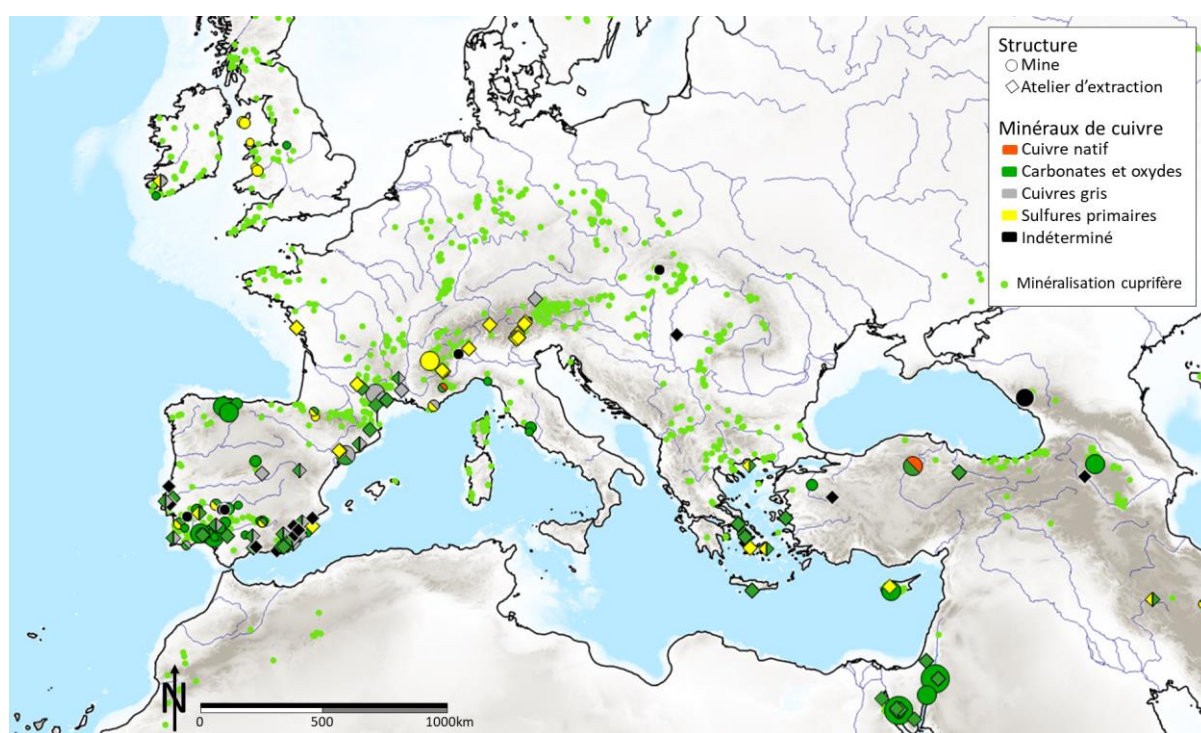 Structure
Mine
Atelier d'extraction
Minéraux de cuivre
Cuivre natif
Carbonates et oxydes
Cuivres gris
Sulfures primaires
Indéterminé
Minéralisation cuprifère
N
0 500 1000km